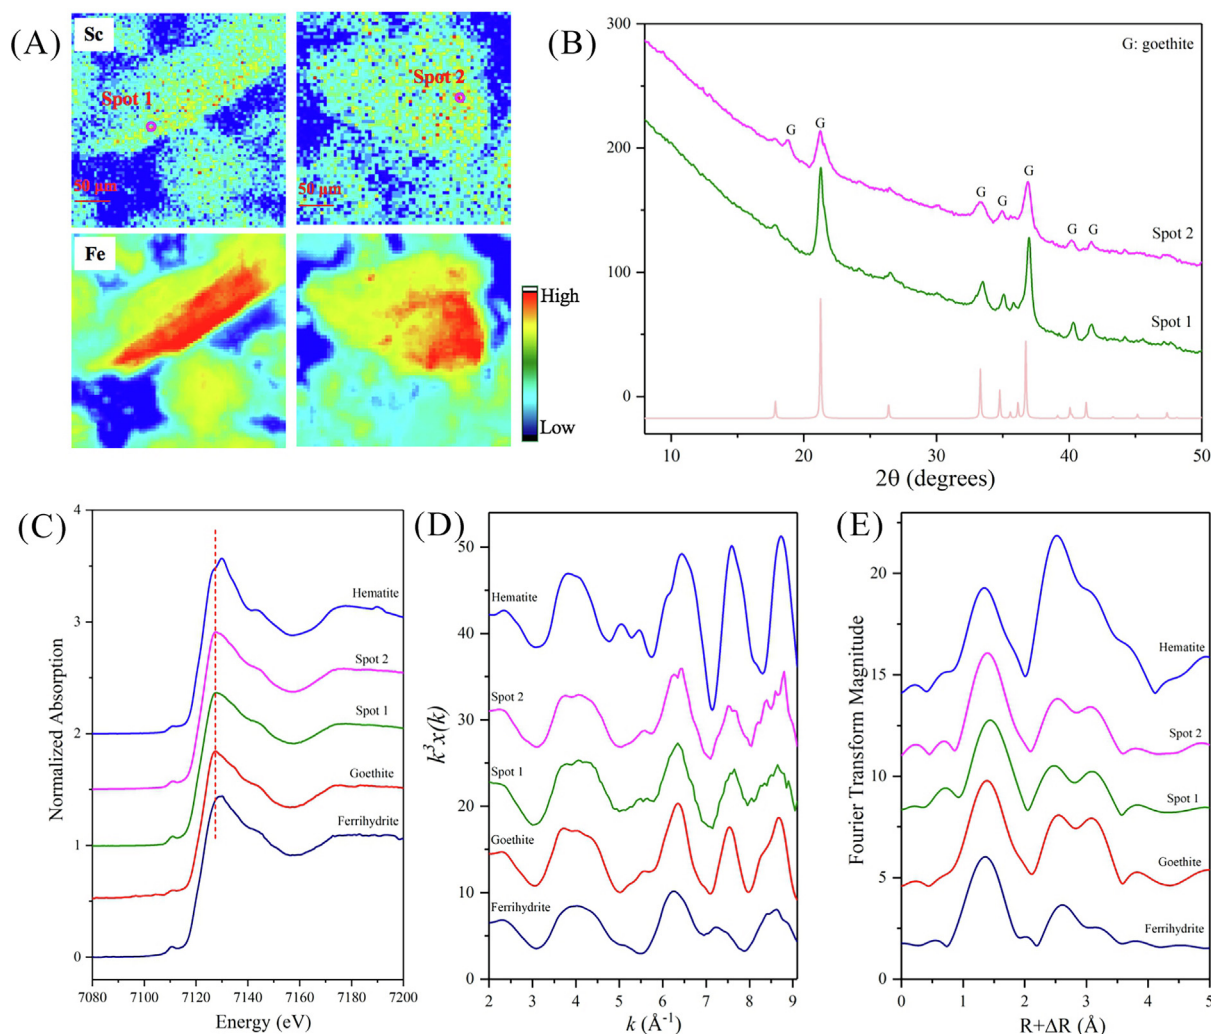 (A)
Sc
Spot 1
50 μm
Spot 2
50 μm
Fe
High
Low
(B)
G: goethite
300
200
100
0
G
G
G
G
G
G
G
Spot 2
Spot 1
10
20
30
40
50
2θ (degrees)
(C)
4
3
2
1
0
Normalized Absorption
Hematite
Spot 2
Spot 1
Goethite
Ferrihydrite
7080
7100
7120
7140
7160
7180
7200
Energy (eV)
(D)
50
40
30
20
10
0
k³x(k)
Hematite
Spot 2
Spot 1
Goethite
Ferrihydrite
2
3
4
5
6
7
8
9
k (Å-1)
(E)
20
15
10
5
0
Fourier Transform Magnitude
Hematite
Spot 2
Spot 1
Goethite
Ferrihydrite
0
1
2
3
4
5
R+ΔR (Å)